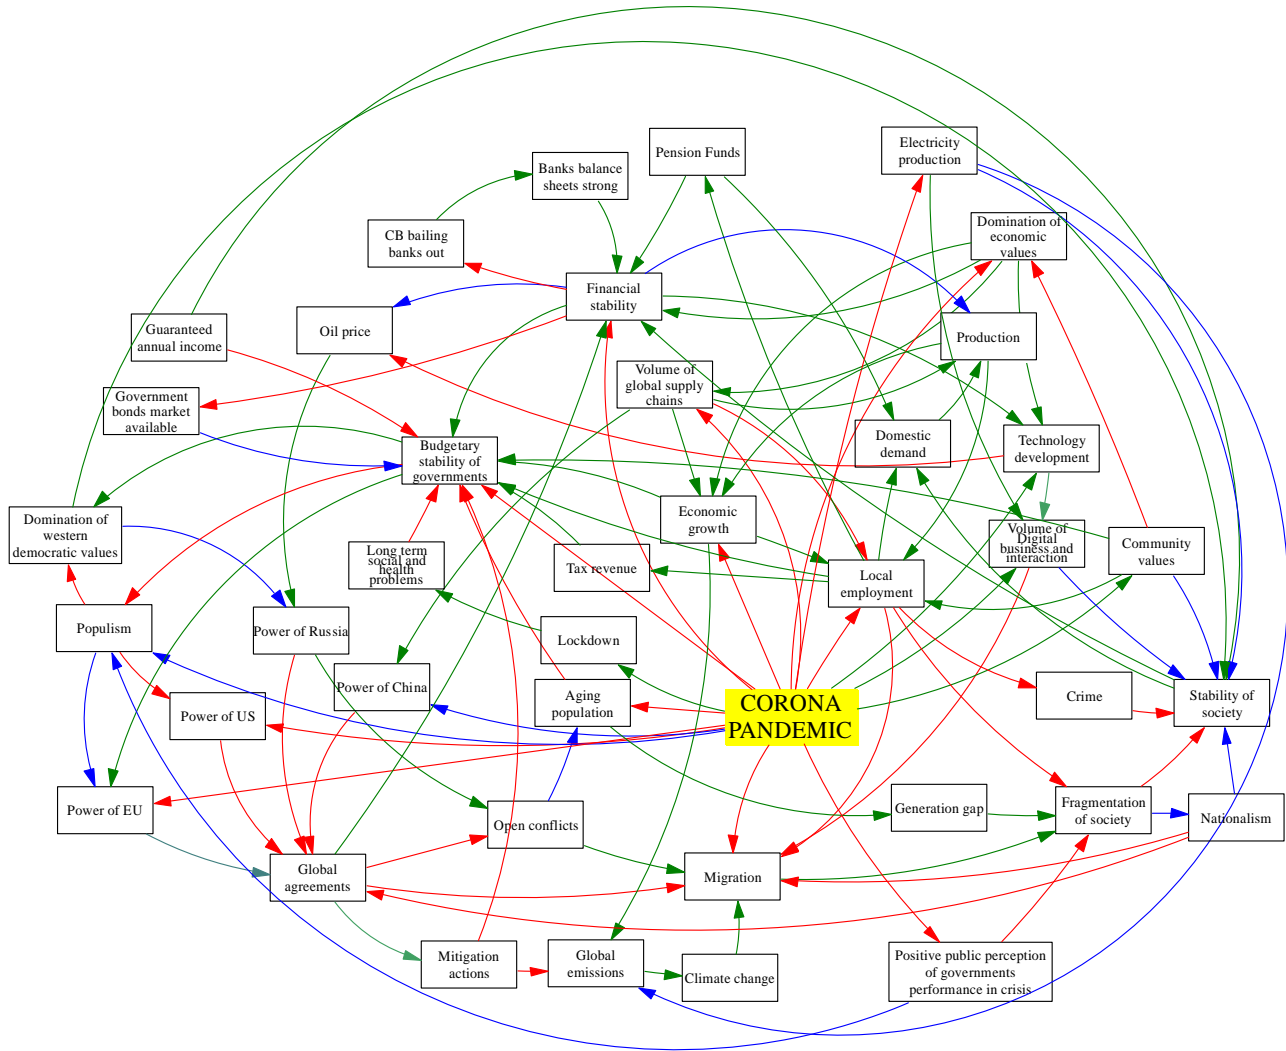 Electricity
production
Pension Funds
Banks balance
sheets strong
Domination of
economic
values
CB bailing
banks out
Financial
stability
Guaranteed
annual income
Oil price
Production
Volume of
global supply
chains
Government
bonds market
available
Domestic
demand
Technology
development
Budgetary
stability of
governments
Domination of
western
democratic values
Economic
growth
Volume of
Digital
business and
interaction
Community
values
Long term
social and
health
problems
Tax revenue
Local
employment
Populism
Power of Russia
Lockdown
Power of China
Aging
population
CORONA
PANDEMIC
Crime
Stability of
society
Power of US
Power of EU
Generation gap
Fragmentation
of society
Nationalism
Open conflicts
Global
agreements
Migration
Mitigation
actions
Global
emissions
Climate change
Positive public perception
of governments
performance in crisis